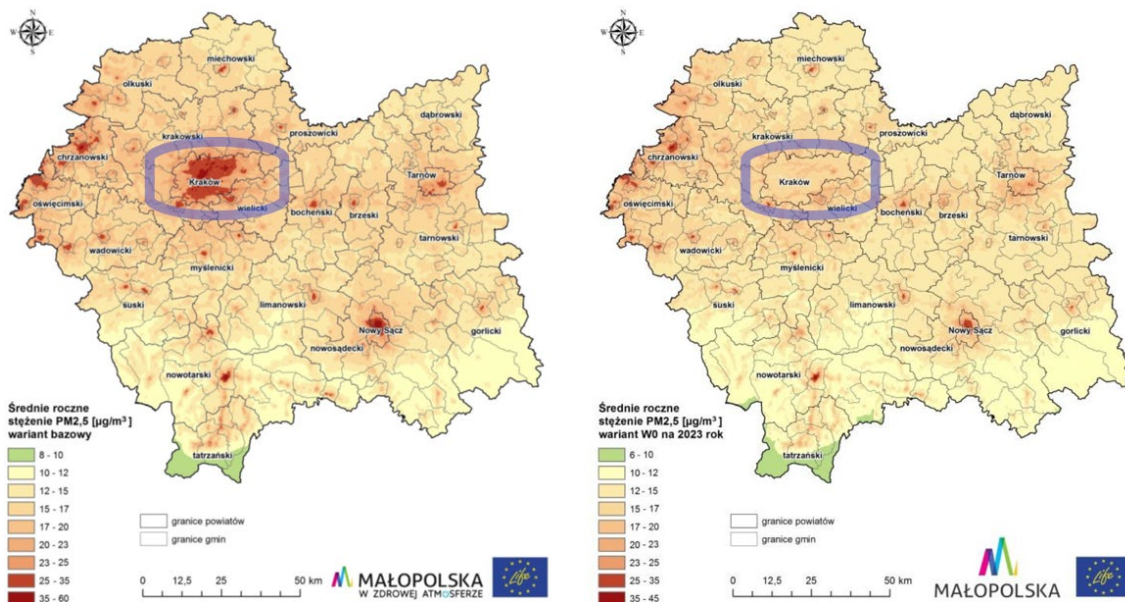 N
W E
S
miechowski
olkuski
dąbrowski
proszowicki
krakowski
chrzanowski
Kraków
Tarnów
oświęcimski
wielicki
bocheński
brzeski
tarnowski
wadowicki
myślenicki
suski
limanowski
Nowy Sącz
gorlicki
nowosądecki
nowotarski
tatrzański
Średnie roczne
stężenie PM2,5 [µg/m³]
wariant bazowy
8 - 10
10 - 12
12 - 15
15 - 17
17 - 20
20 - 23
23 - 25
25 - 35
35 - 60
granice powiatów
granice gmin
0 12,5 25 50 km
MAŁOPOLSKA
W ZDROWEJ ATMOSFERZE
Life
N
W E
S
miechowski
olkuski
dąbrowski
proszowicki
krakowski
chrzanowski
Kraków
Tarnów
oświęcimski
wielicki
bocheński
brzeski
tarnowski
wadowicki
myślenicki
suski
limanowski
Nowy Sącz
gorlicki
nowosądecki
nowotarski
tatrzański
Średnie roczne
stężenie PM2,5 [µg/m³]
wariant W0 na 2023 rok
6 - 10
10 - 12
12 - 15
15 - 17
17 - 20
20 - 23
23 - 25
25 - 35
35 - 45
granice powiatów
granice gmin
0 12,5 25 50 km
MAŁOPOLSKA
Life